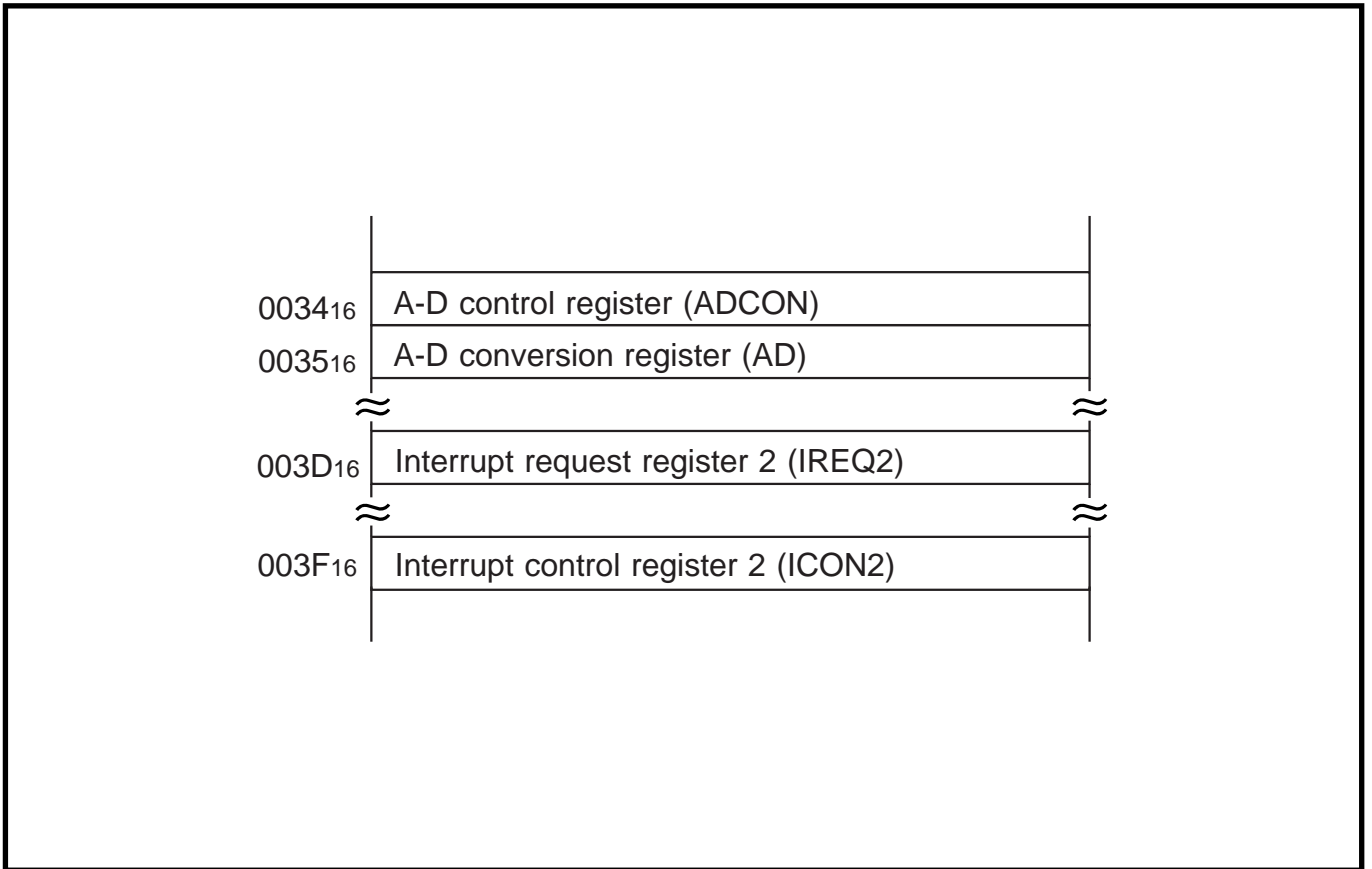 0034₁₆ A-D control register (ADCON)
0035₁₆ A-D conversion register (AD)
003D₁₆ Interrupt request register 2 (IREQ2)
003F₁₆ Interrupt control register 2 (ICON2)